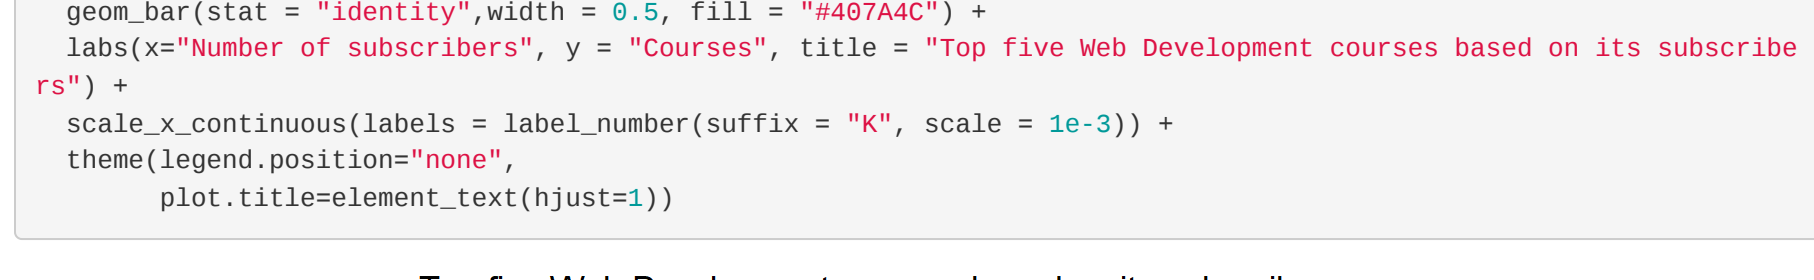 geom_bar(stat = "identity",width = 0.5, fill = "#407A4C") +
labs(x="Number of subscribers", y = "Courses", title = "Top five Web Development courses based on its subscribe
rs") +
scale_x_continuous(labels = label_number(suffix = "K", scale = 1e-3)) +
theme(legend.position="none",
plot.title=element_text(hjust=1))